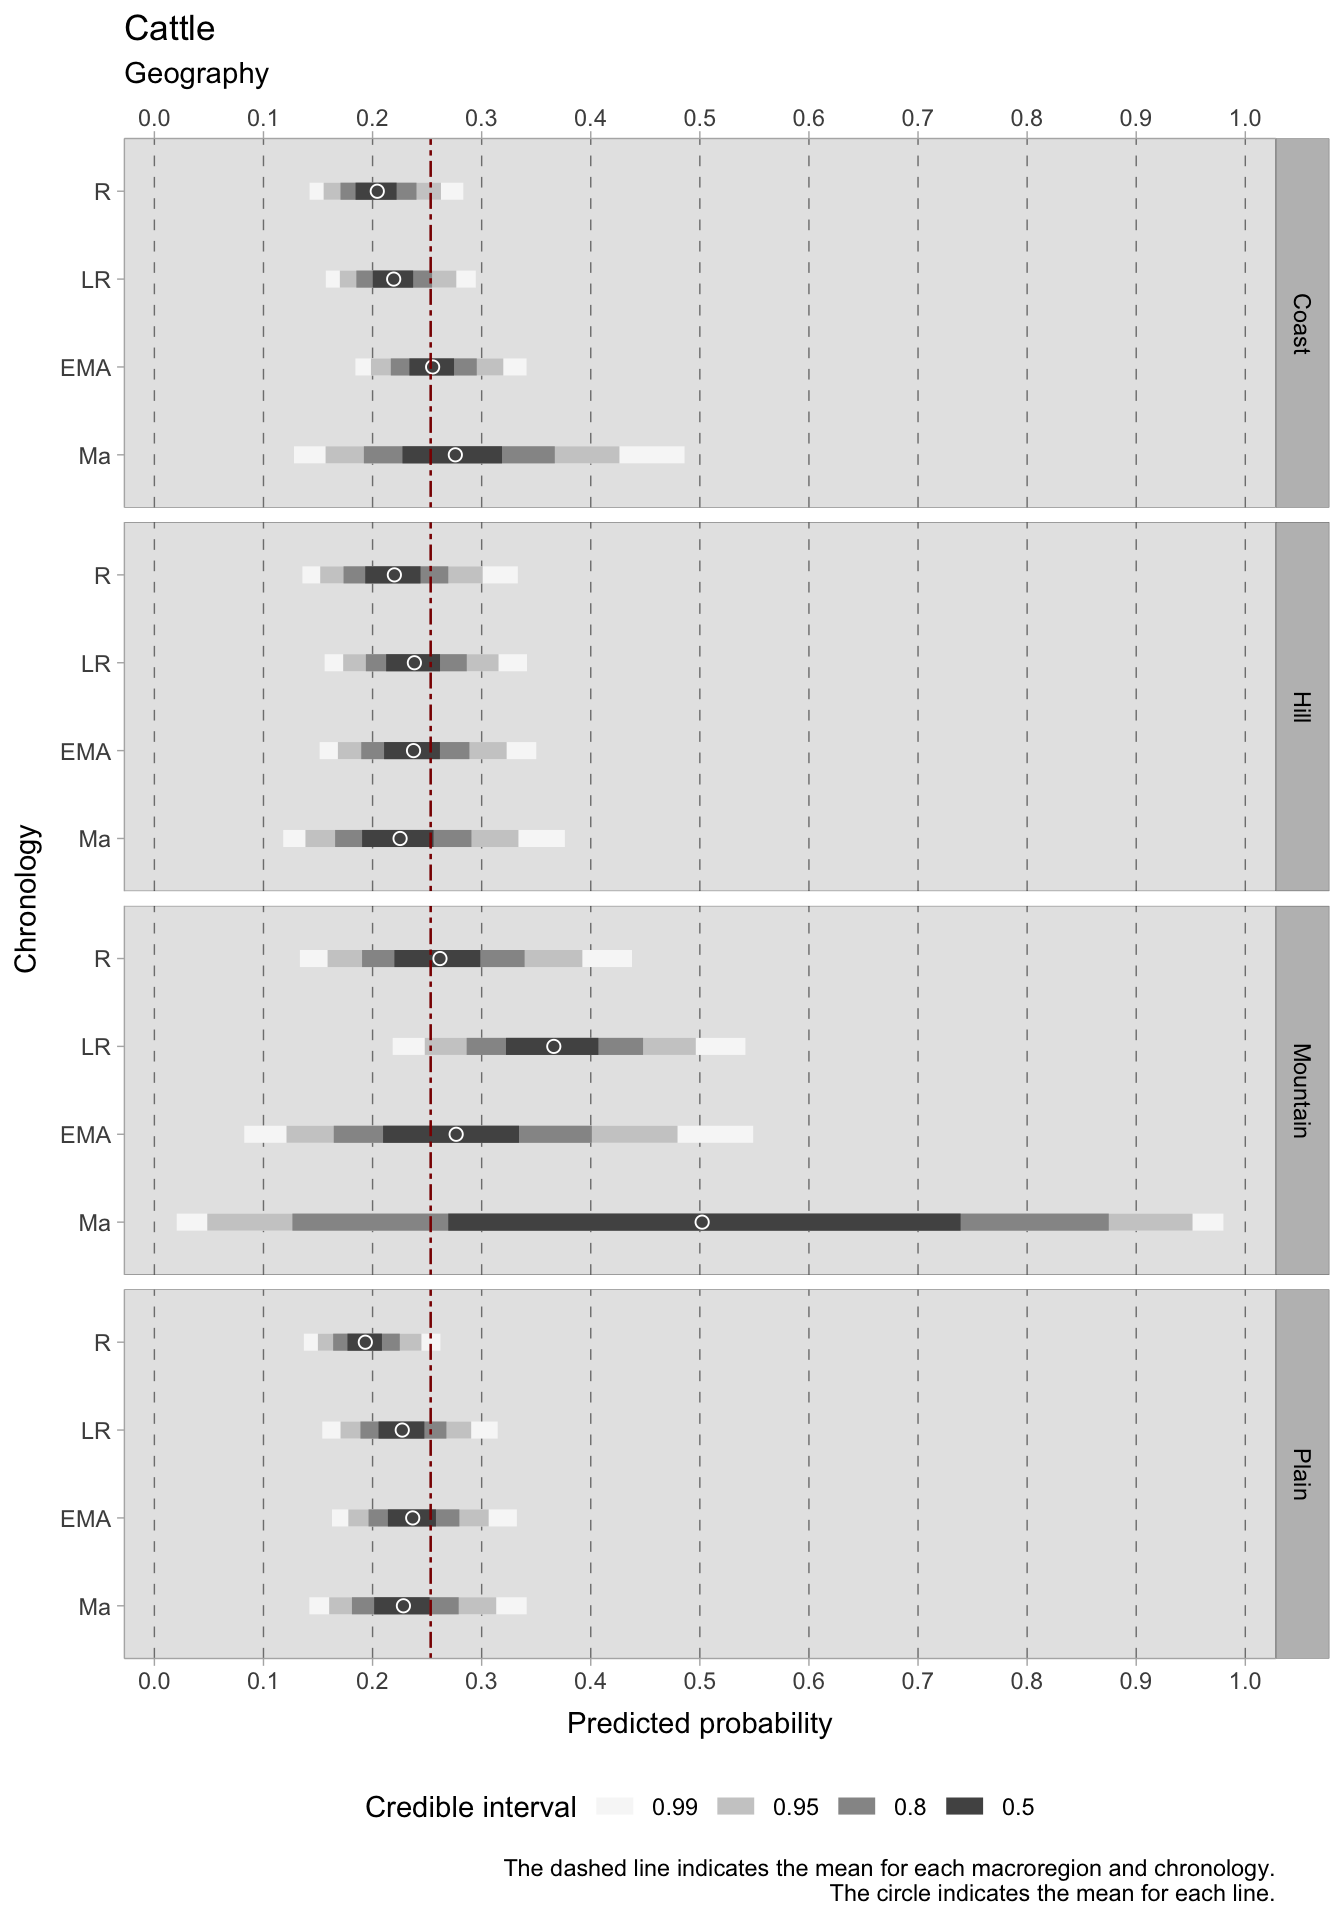 Cattle
Geography
0.0 0.1 0.2 0.3 0.4 0.5 0.6 0.7 0.8 0.9 1.0
R
LR
EMA
Ma
Coast
R
LR
EMA
Ma
Hill
Chronology
R
LR
EMA
Ma
Mountain
R
LR
EMA
Ma
Plain
0.0 0.1 0.2 0.3 0.4 0.5 0.6 0.7 0.8 0.9 1.0
Predicted probability
Credible interval 0.99 0.95 0.8 0.5
The dashed line indicates the mean for each macroregion and chronology.
The circle indicates the mean for each line.